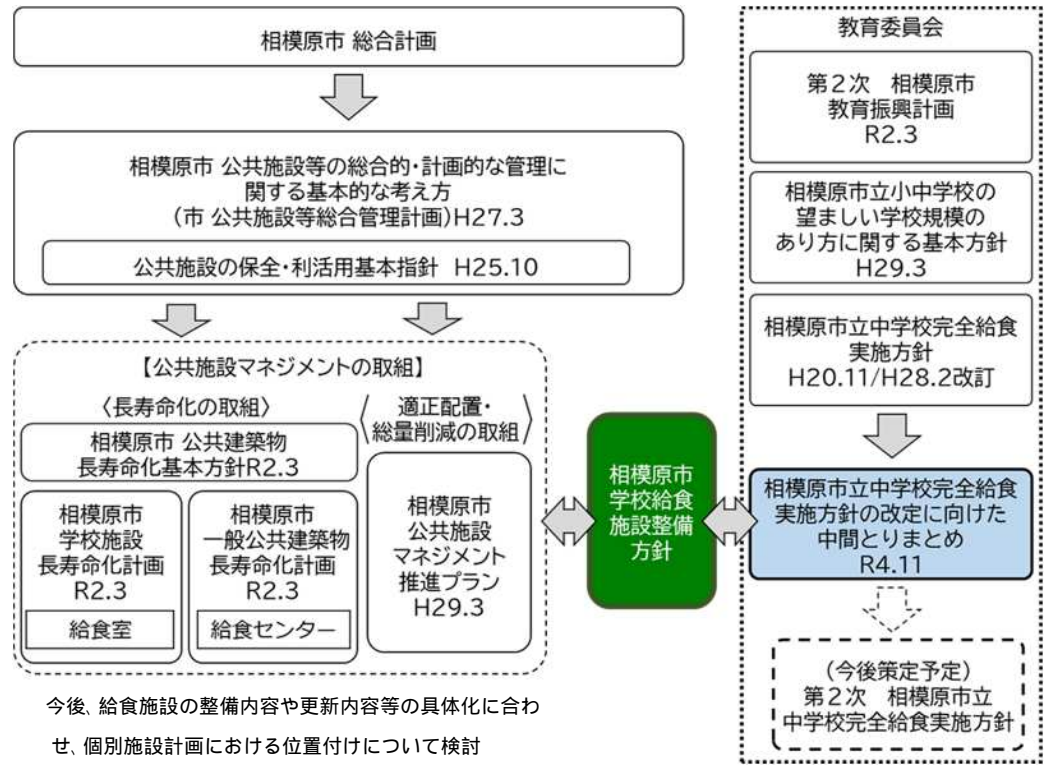 相模原市 総合計画
相模原市 公共施設等の総合的・計画的な管理に
関する基本的な考え方
(市 公共施設等総合管理計画)H27.3
公共施設の保全・利活用基本指針 H25.10
【公共施設マネジメントの取組】
〈長寿命化の取組〉
相模原市 公共建築物
長寿命化基本方針R2.3
相模原市
学校施設
長寿命化計画
R2.3
給食室
相模原市
一般公共建築物
長寿命化計画
R2.3
給食センター
〈適正配置・
総量削減の取組〉
相模原市
公共施設
マネジメント
推進プラン
H29.3
今後、給食施設の整備内容や更新内容等の具体化に合わ
せ、個別施設計画における位置付けについて検討
相模原市
学校給食
施設整備
方針
教育委員会
第2次 相模原市
教育振興計画
R2.3
相模原市立小中学校の
望ましい学校規模の
あり方に関する基本方針
H29.3
相模原市立中学校完全給食
実施方針
H20.11/H28.2改訂
相模原市立中学校完全給食
実施方針の改定に向けた
中間とりまとめ
R4.11
(今後策定予定)
第2次 相模原市立
中学校完全給食実施方針